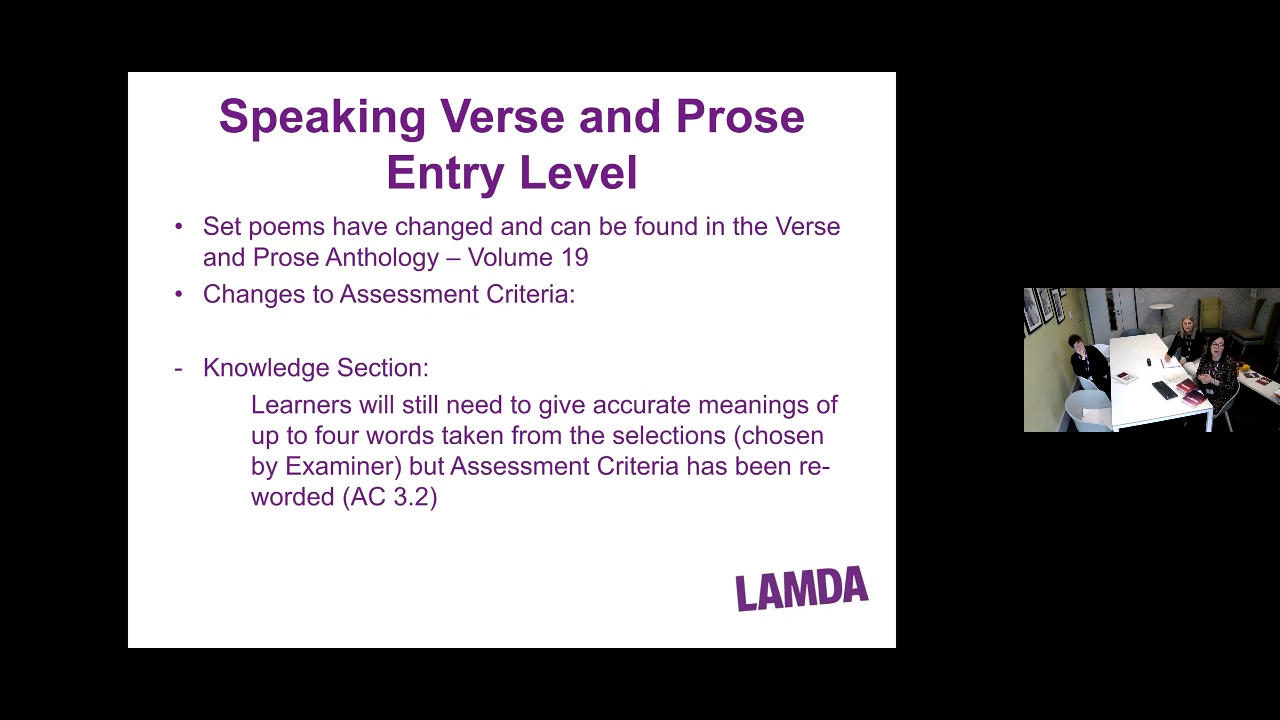 Speaking Verse and Prose
Entry Level
• Set poems have changed and can be found in the Verse
and Prose Anthology – Volume 19
• Changes to Assessment Criteria:
- Knowledge Section:
Learners will still need to give accurate meanings of
up to four words taken from the selections (chosen
by Examiner) but Assessment Criteria has been re-
worded (AC 3.2)
LAMDA